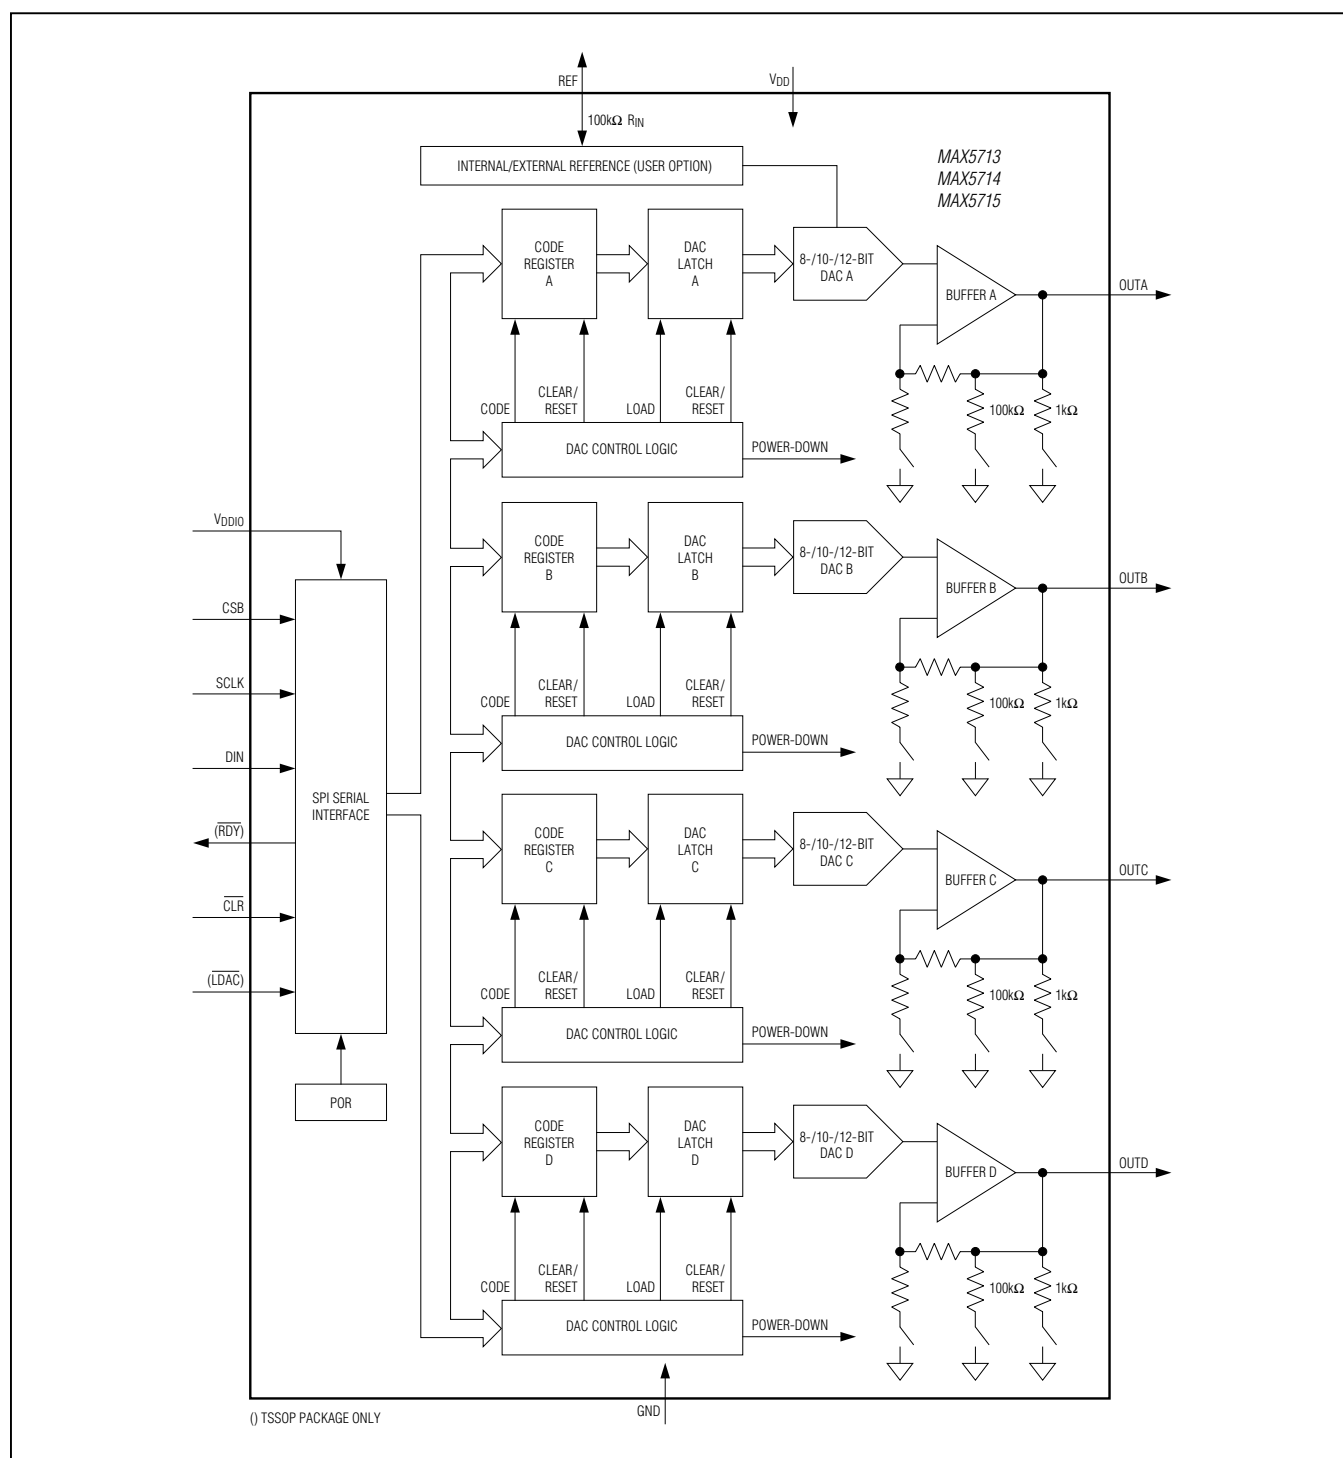 REF
VDD
100kΩ RIN
INTERNAL/EXTERNAL REFERENCE (USER OPTION)
MAX5713
MAX5714
MAX5715
CODE
REGISTER
A
DAC
LATCH
A
8-/10-/12-BIT
DAC A
BUFFER A
OUTA
CODE
CLEAR/
RESET
LOAD
CLEAR/
RESET
100kΩ
1kΩ
DAC CONTROL LOGIC
POWER-DOWN
VDDIO
CODE
REGISTER
B
DAC
LATCH
B
8-/10-/12-BIT
DAC B
BUFFER B
OUTB
CSB
SCLK
CODE
CLEAR/
RESET
LOAD
CLEAR/
RESET
100kΩ
1kΩ
DAC CONTROL LOGIC
POWER-DOWN
DIN
SPI SERIAL
INTERFACE
(RDY)
CODE
REGISTER
C
DAC
LATCH
C
8-/10-/12-BIT
DAC C
BUFFER C
OUTC
CLR
(LDAC)
CODE
CLEAR/
RESET
LOAD
CLEAR/
RESET
100kΩ
1kΩ
DAC CONTROL LOGIC
POWER-DOWN
POR
CODE
REGISTER
D
DAC
LATCH
D
8-/10-/12-BIT
DAC D
BUFFER D
OUTD
CODE
CLEAR/
RESET
LOAD
CLEAR/
RESET
100kΩ
1kΩ
DAC CONTROL LOGIC
POWER-DOWN
GND
() TSSOP PACKAGE ONLY